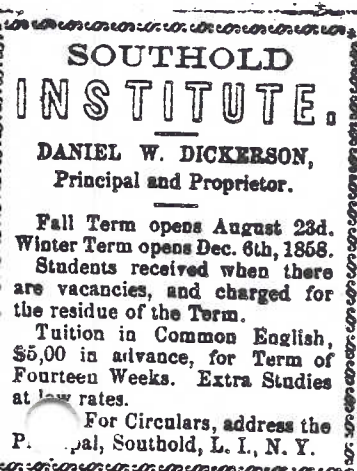 SOUTHOLD
INSTITUTE.
DANIEL W. DICKERSON,
Principal and Proprietor.
Fall Term opens August 23d.
Winter Term opens Dec. 6th, 1858.
Students received when there
are vacancies, and charged for
the residue of the Term.
Tuition in Common English,
$5,00 in advance, for Term of
Fourteen Weeks. Extra Studies
at low rates.
For Circulars, address the
Southold, L. I., N. Y.